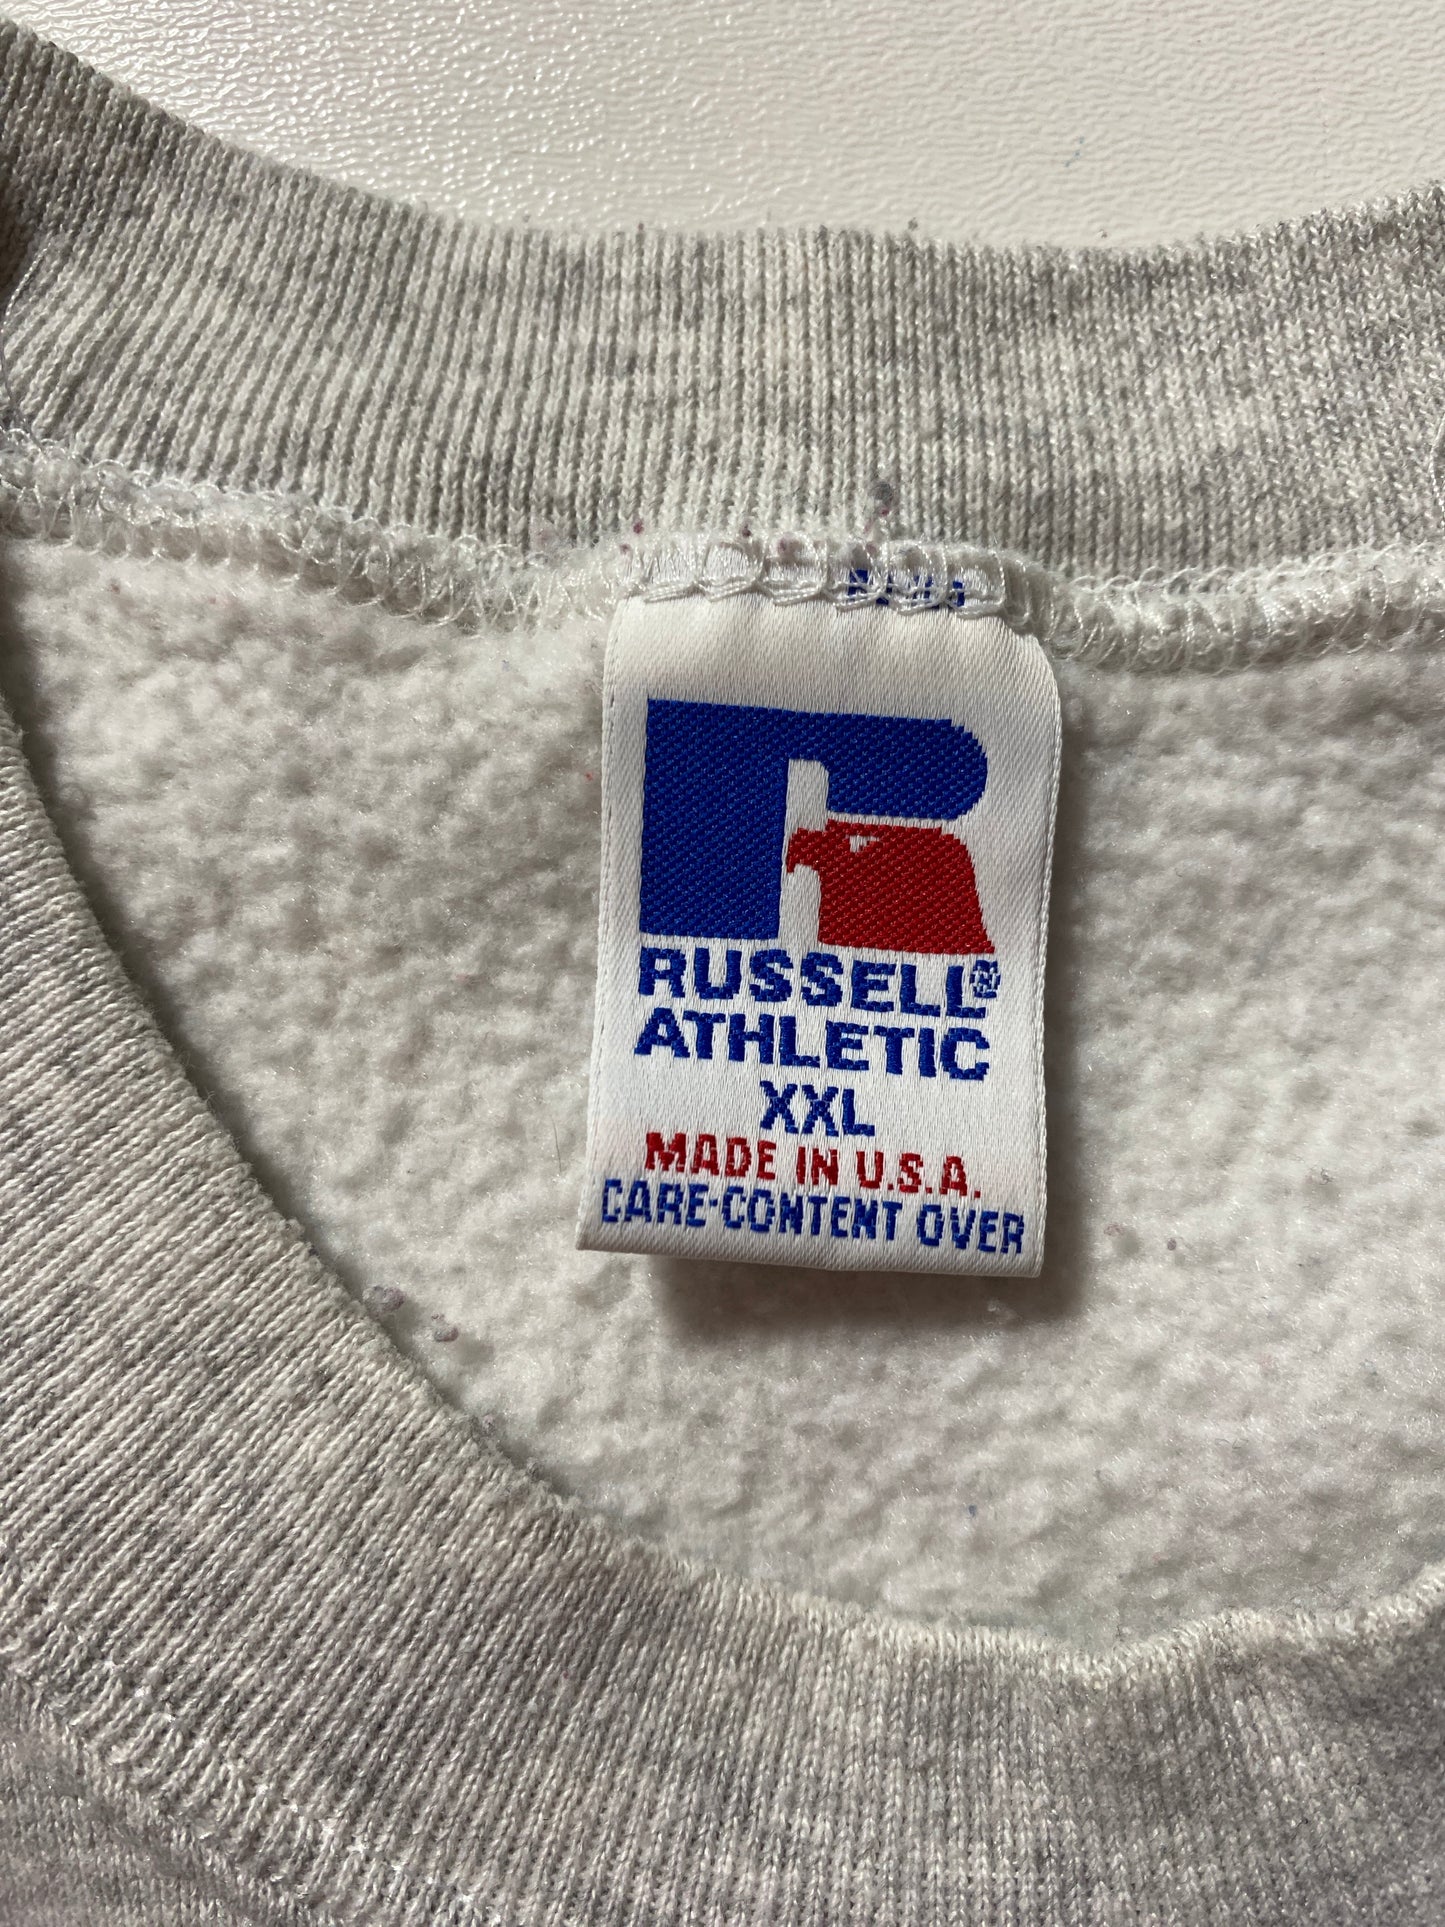 RUSSELL®
ATHLETIC
XXL
MADE IN U.S.A.
CARE-CONTENT OVER